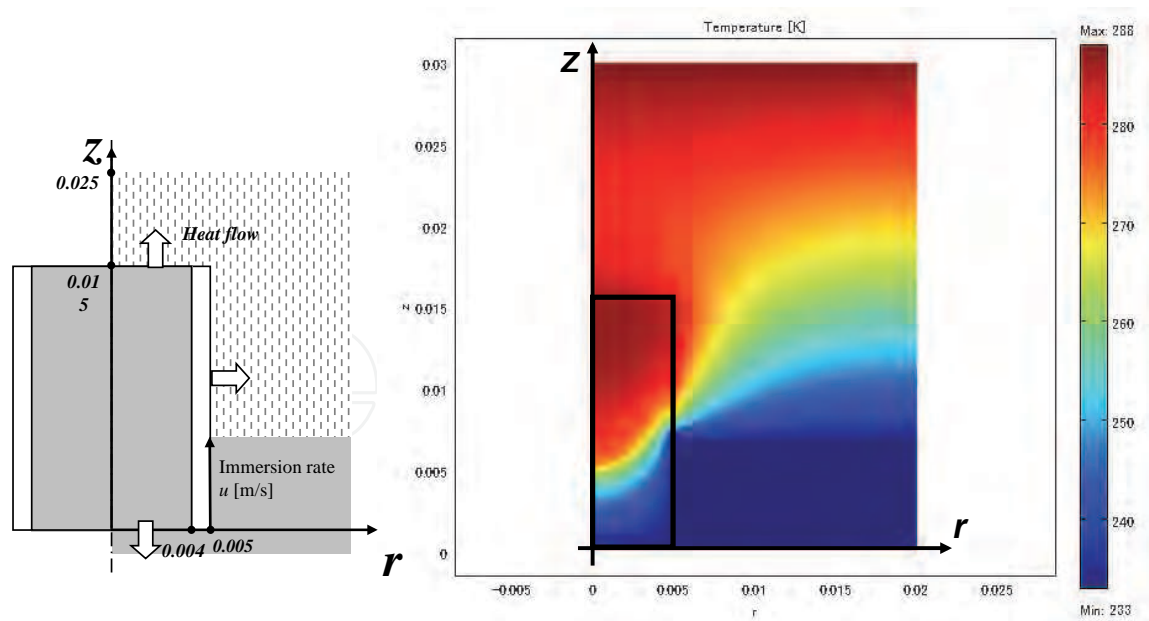 z
0.025
Heat flow
0.01
5
Immersion rate
u [m/s]
0.004
0.005
r
Temperature [K]
Max: 288
Z
0.03
0.025
0.02
z
0.015
0.01
0.005
0
r
−0.005
0
0.005
0.01
0.015
0.02
0.025
r
280
270
260
250
240
Min: 233